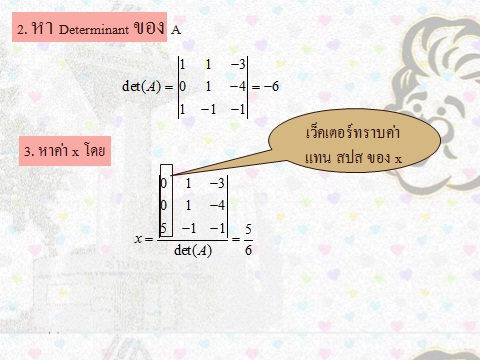 2. หา Determinant ของ A
det(A) = |1 1 −3|
|0 1 −4| = −6
|1 −1 −1|
3. หาค่า x โดย
เว็คเตอร์ทราบค่า
แทน สปส ของ x
|0 1 −3|
|0 1 −4|
|5 −1 −1|
x = = 5/6
det(A)